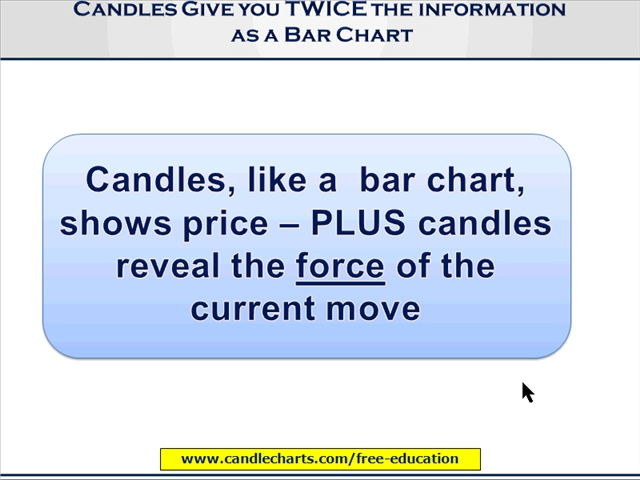 CANDLES GIVE YOU TWICE THE INFORMATION
AS A BAR CHART
Candles, like a bar chart,
shows price – PLUS candles
reveal the force of the
current move
www.candlecharts.com/free-education